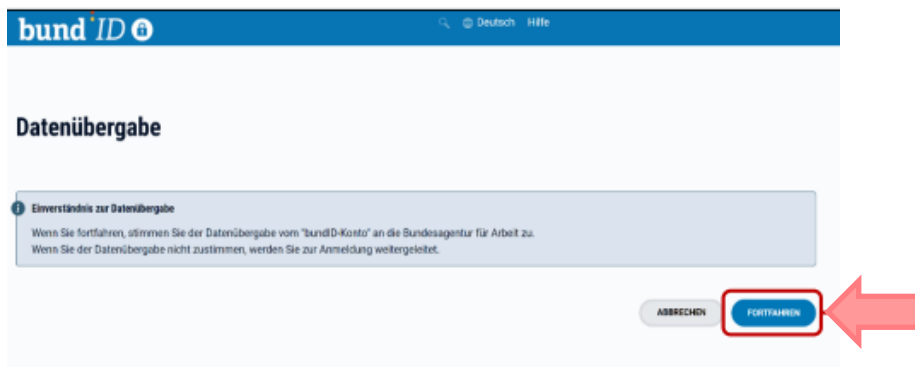 bund ID Deutsch Hilfe
Datenübergabe
Einverständnis zur Datenübergabe
Wenn Sie fortfahren, stimmen Sie der Datenübergabe vom "bundID-Konto" an die Bundesagentur für Arbeit zu.
Wenn Sie der Datenübergabe nicht zustimmen, werden Sie zur Anmeldung weitergeleitet.
ABBRECHEN FORTFAHREN